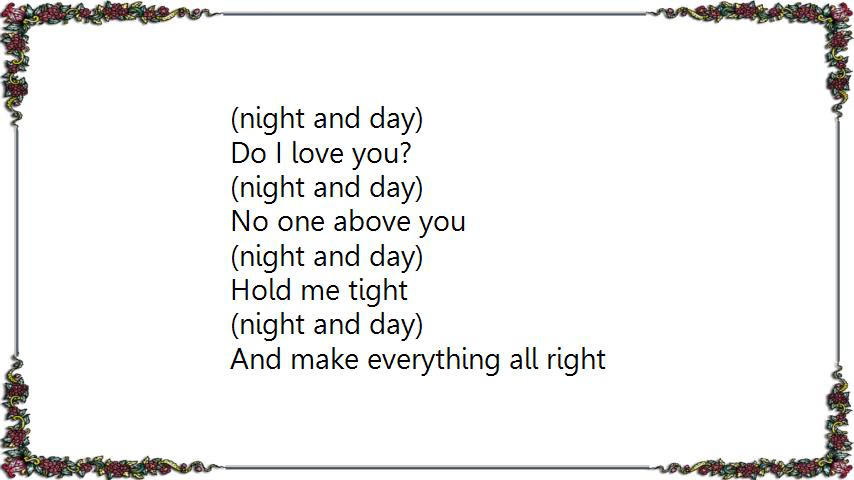 (night and day)
Do I love you?
(night and day)
No one above you
(night and day)
Hold me tight
(night and day)
And make everything all right